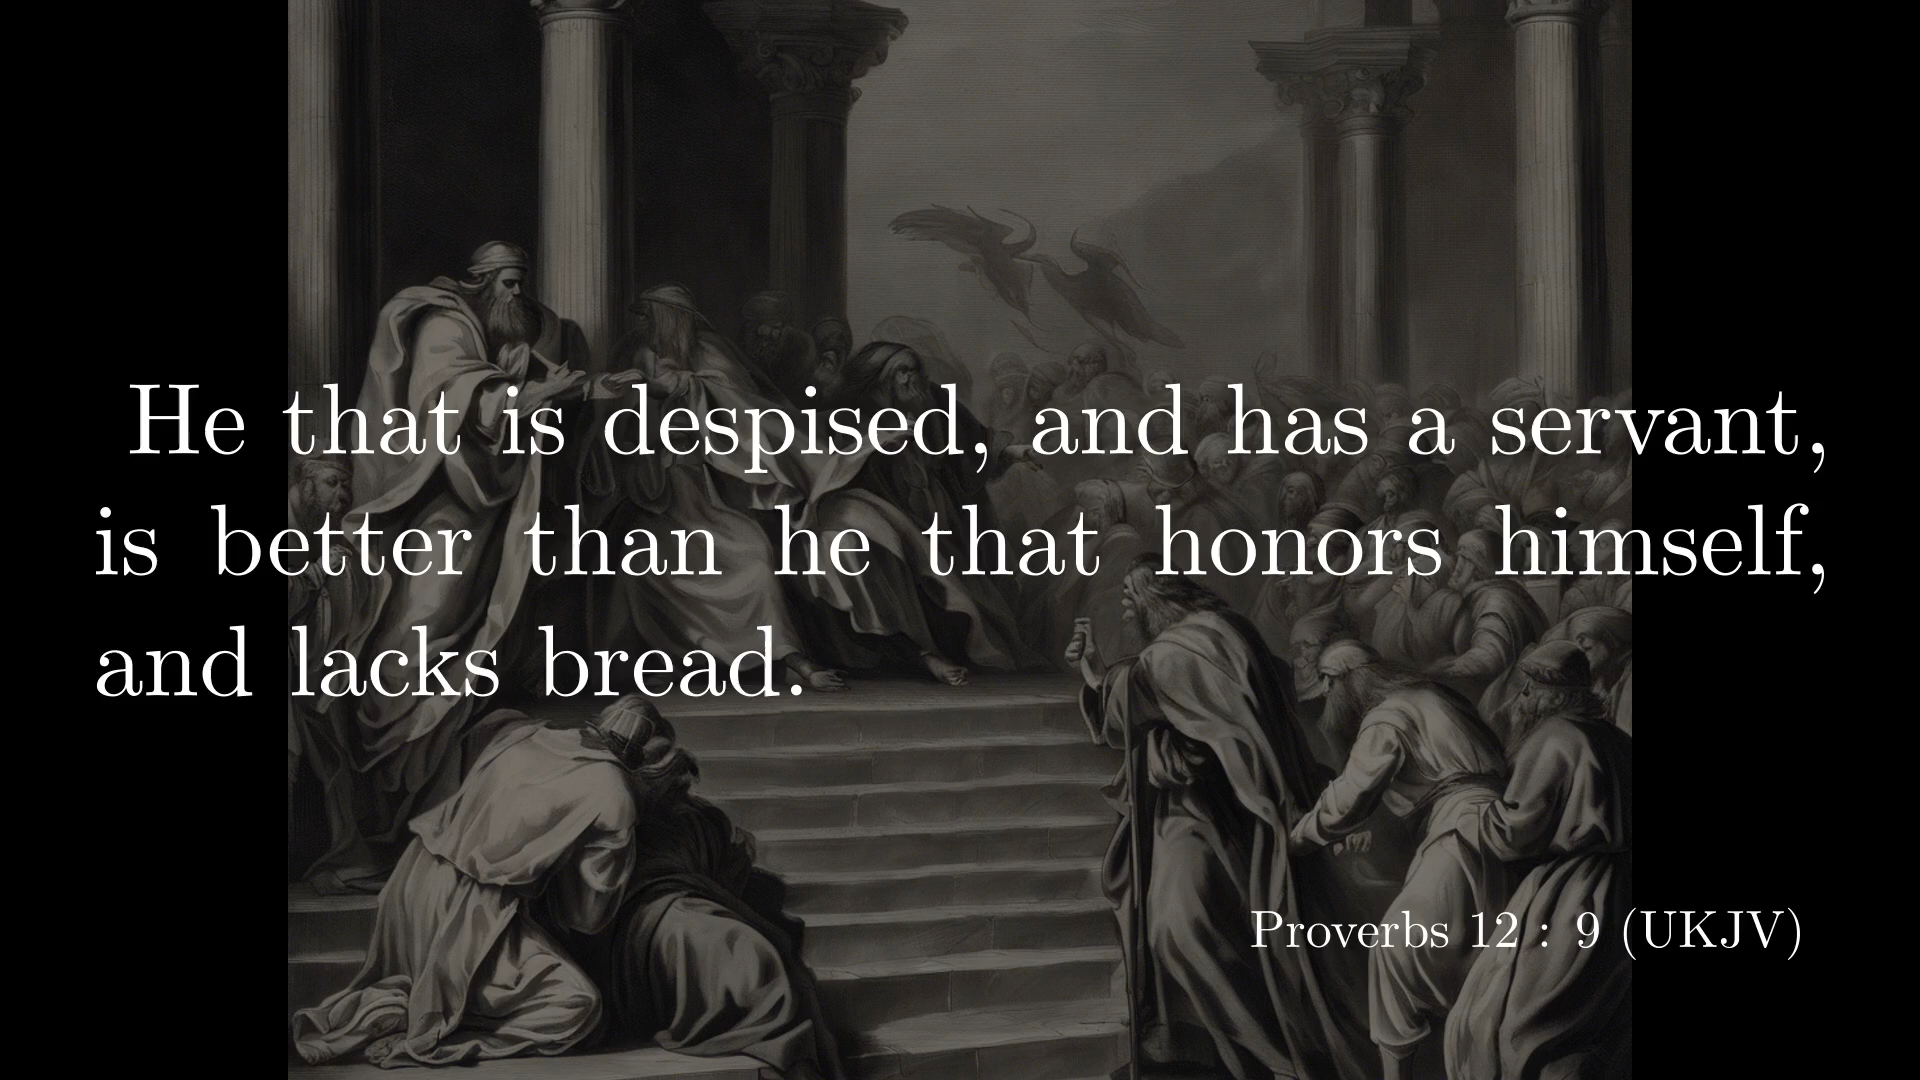 He that is despised, and has a servant,
is better than he that honors himself,
and lacks bread.
Proverbs 12 : 9 (UKJV)